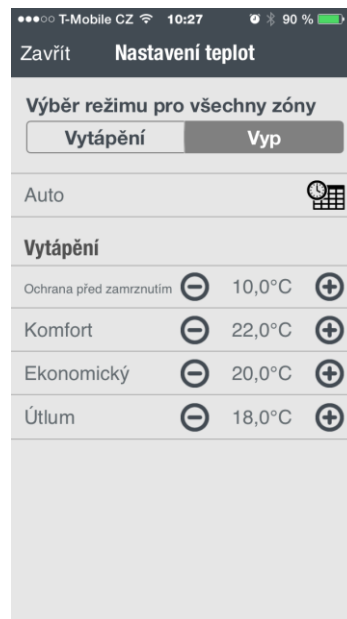 T-Mobile CZ 10:27 90 %
Zavřít Nastavení teplot
Výběr režimu pro všechny zóny
Vytápění Vyp
Auto
Vytápění
Ochrana před zamrznutím 10,0°C
Komfort 22,0°C
Ekonomický 20,0°C
Útlum 18,0°C